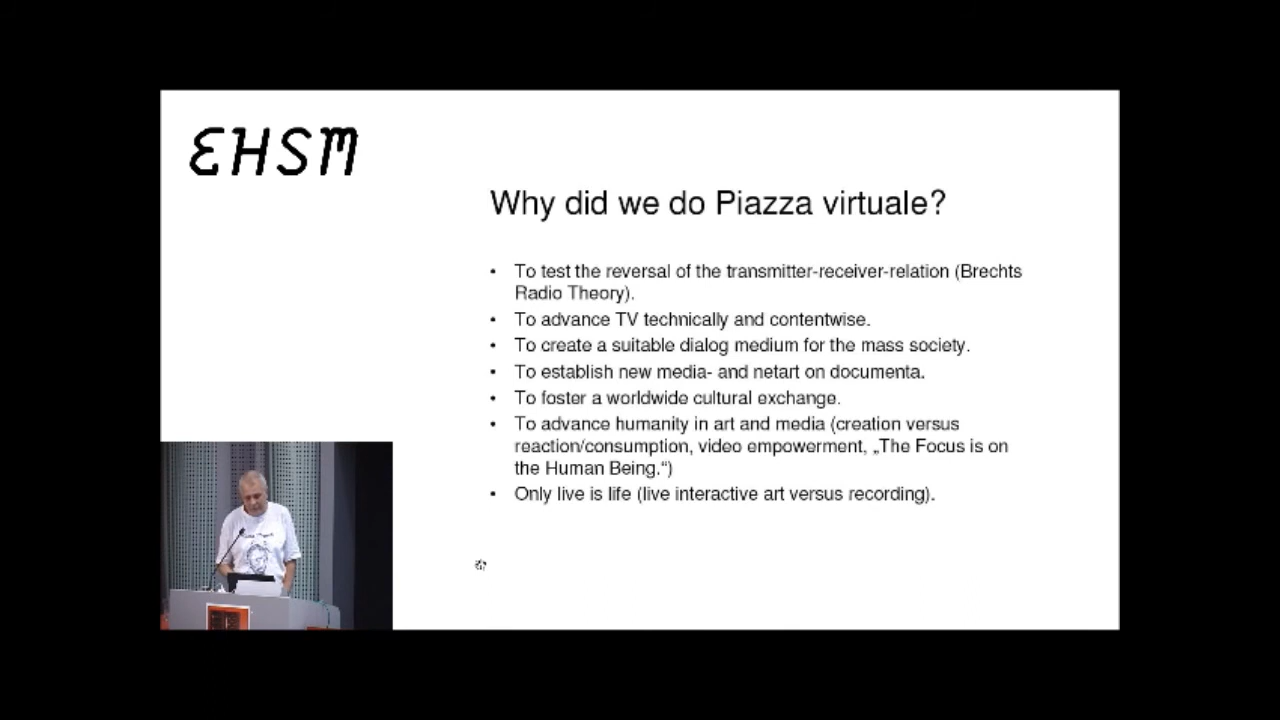 EHSM
Why did we do Piazza virtuale?
• To test the reversal of the transmitter-receiver-relation (Brechts
Radio Theory).
• To advance TV technically and contentwise.
• To create a suitable dialog medium for the mass society.
• To establish new media- and netart on documenta.
• To foster a worldwide cultural exchange.
• To advance humanity in art and media (creation versus
reaction/consumption, video empowerment, „The Focus is on
the Human Being.“)
• Only live is life (live interactive art versus recording).